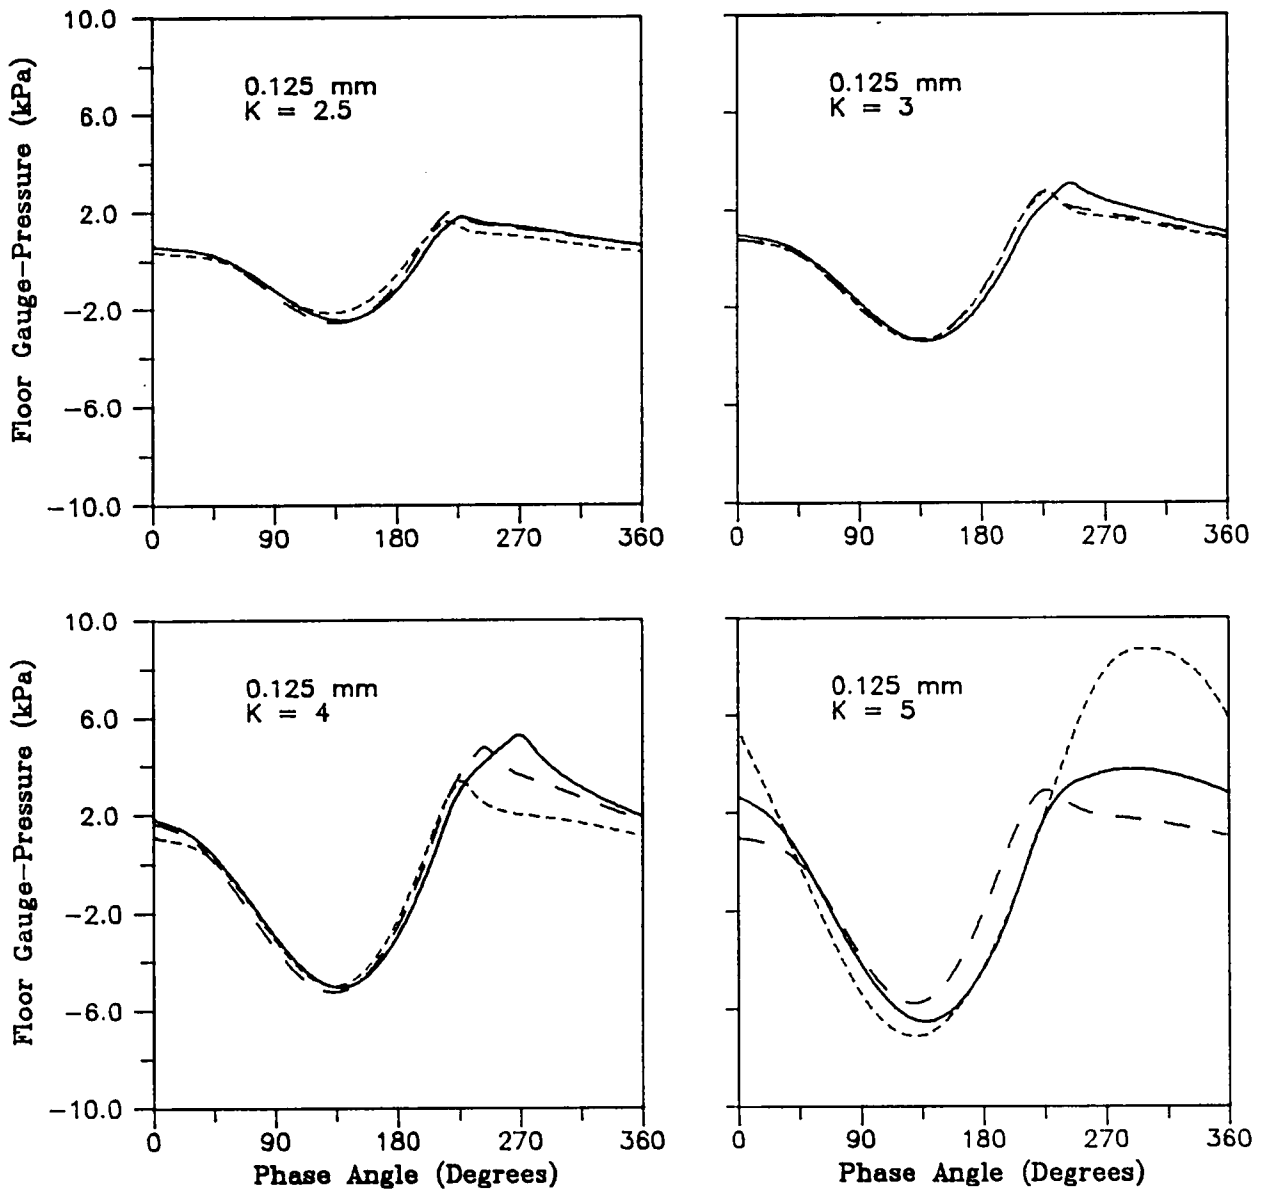 10.0
6.0
2.0
-2.0
-6.0
-10.0
Floor Gauge-Pressure (kPa)
0.125 mm
K = 2.5
0 90 180 270 360
0.125 mm
K = 3
0 90 180 270 360
10.0
6.0
2.0
-2.0
-6.0
-10.0
Floor Gauge-Pressure (kPa)
0.125 mm
K = 4
0 90 180 270 360
Phase Angle (Degrees)
0.125 mm
K = 5
0 90 180 270 360
Phase Angle (Degrees)